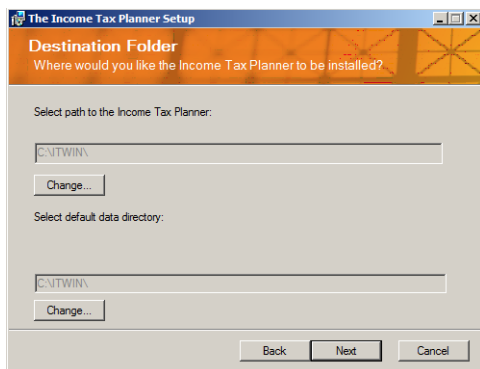 The Income Tax Planner Setup
Destination Folder
Where would you like the Income Tax Planner to be installed?
Select path to the Income Tax Planner:
C:\ITWIN\
Change...
Select default data directory:
C:\ITWIN\
Change...
Back Next Cancel